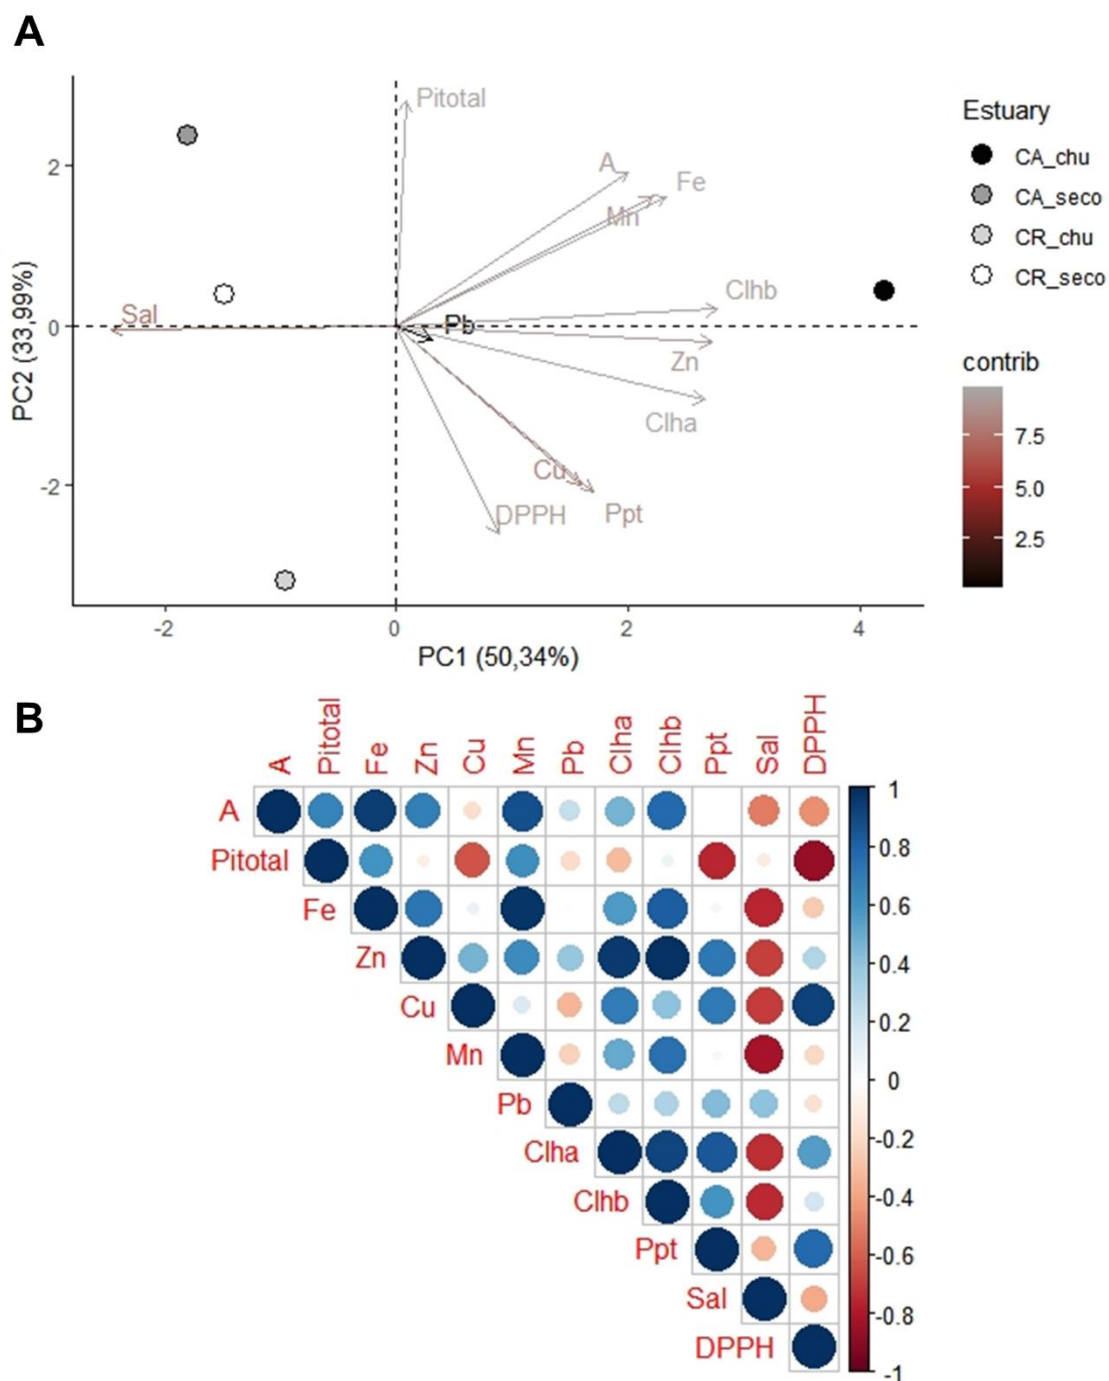 A
Pitotal
A
Fe
Mn
Clhb
Sal
Pb
Zn
Clha
Cu
DPPH
Ppt
2
0
-2
PC2 (33,99%)
-2
0
2
4
PC1 (50,34%)
Estuary
CA_chu
CA_seco
CR_chu
CR_seco
contrib
7.5
5.0
2.5
B
A Pitotal Fe Zn Cu Mn Pb Clha Clhb Ppt Sal DPPH
A
Pitotal
Fe
Zn
Cu
Mn
Pb
Clha
Clhb
Ppt
Sal
DPPH
1
0.8
0.6
0.4
0.2
0
-0.2
-0.4
-0.6
-0.8
-1